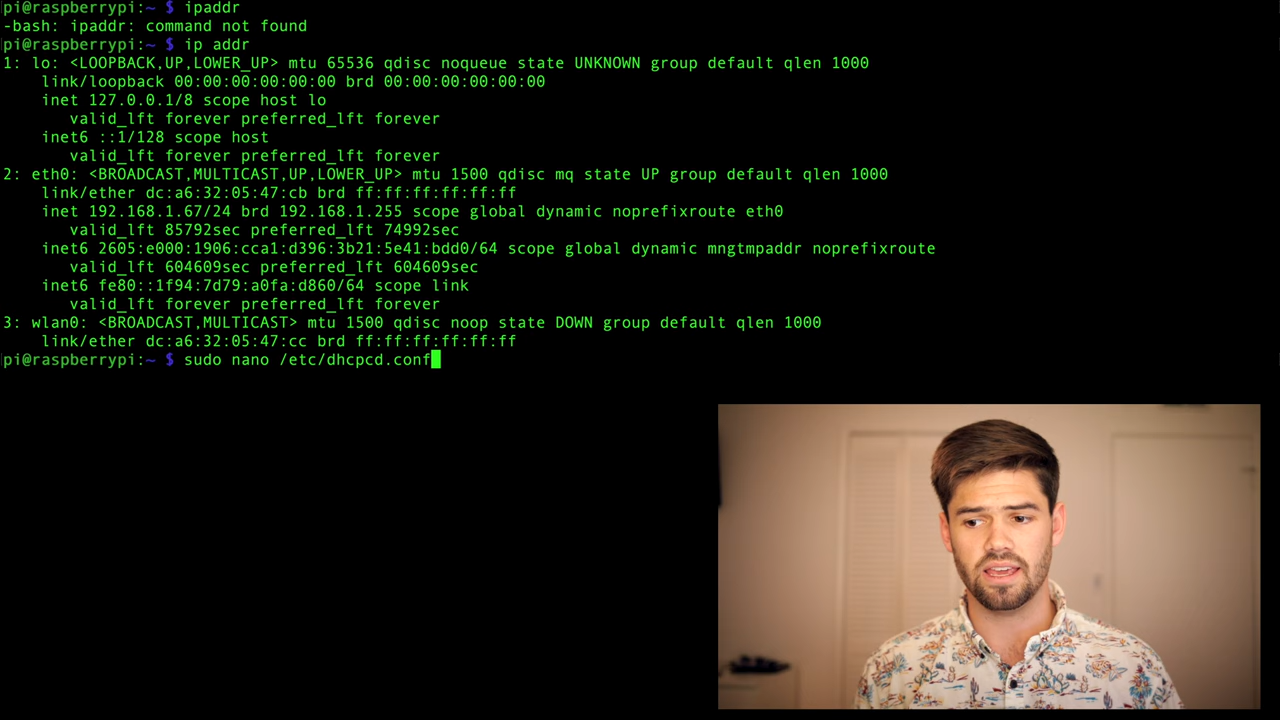 pi@raspberrypi:~ $ ipaddr
-bash: ipaddr: command not found
pi@raspberrypi:~ $ ip addr
1: lo: <LOOPBACK,UP,LOWER_UP> mtu 65536 qdisc noqueue state UNKNOWN group default qlen 1000
    link/loopback 00:00:00:00:00:00 brd 00:00:00:00:00:00
    inet 127.0.0.1/8 scope host lo
       valid_lft forever preferred_lft forever
    inet6 ::1/128 scope host
       valid_lft forever preferred_lft forever
2: eth0: <BROADCAST,MULTICAST,UP,LOWER_UP> mtu 1500 qdisc mq state UP group default qlen 1000
    link/ether dc:a6:32:05:47:cb brd ff:ff:ff:ff:ff:ff
    inet 192.168.1.67/24 brd 192.168.1.255 scope global dynamic noprefixroute eth0
       valid_lft 85792sec preferred_lft 74992sec
    inet6 2605:e000:1906:cca1:d396:3b21:5e41:bdd0/64 scope global dynamic mngtmpaddr noprefixroute
       valid_lft 604609sec preferred_lft 604609sec
    inet6 fe80::1f94:7d79:a0fa:d860/64 scope link
       valid_lft forever preferred_lft forever
3: wlan0: <BROADCAST,MULTICAST> mtu 1500 qdisc noop state DOWN group default qlen 1000
    link/ether dc:a6:32:05:47:cc brd ff:ff:ff:ff:ff:ff
pi@raspberrypi:~ $ sudo nano /etc/dhcpcd.conf